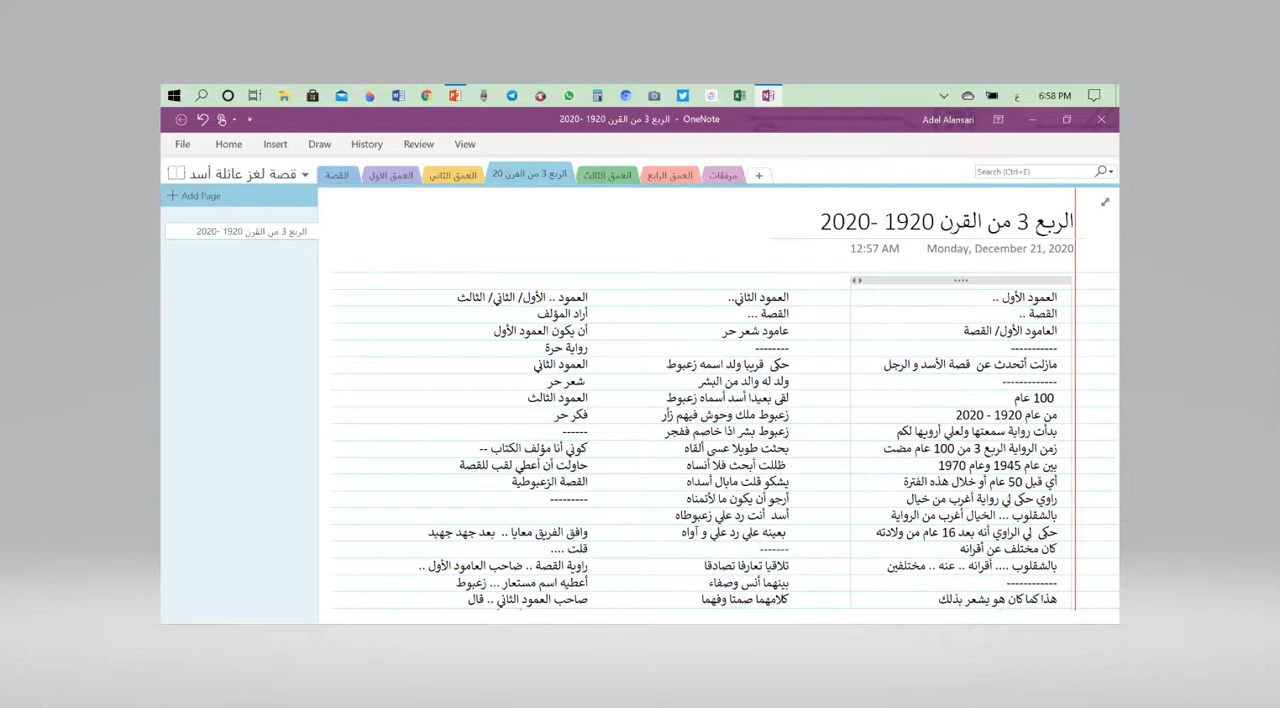 6:58 PM
الربع 3 من القرن 1920 -2020 - OneNote
Adel Alansari
File Home Insert Draw History Review View
قصة لغز عائلة أسد
القصة
العمق الاول
العمق الثاني
الربع 3 من القرن 20
العمق الثالث
العمق الرابع
مرفقات
Search (Ctrl+E)
Add Page
الربع 3 من القرن 1920 -2020
الربع 3 من القرن 1920 -2020
Monday, December 21, 2020 12:57 AM
العمود الأول ..
القصة ..
العامود الأول/ القصة
-----------
مازلت أتحدث عن قصة الأسد و الرجل
-------------
100 عام
من عام 1920 - 2020
بدأت رواية سمعتها ولعلي أرويها لكم
زمن الرواية الربع 3 من 100 عام مضت
بين عام 1945 وعام 1970
أي قبل 50 عام أو خلال هذه الفترة
راوي حكى لي رواية أغرب من خيال
بالشقلوب ... الخيال أغرب من الرواية
حكى لي الراوي أنه بعد 16 عام من ولادته
كان مختلف عن أقرانه
بالشقلوب .... أقرانه .. عنه .. مختلفين
------------
هذا كما كان هو يشعر بذلك
العمود الثاني..
القصة ...
عامود شعر حر
--------
حكى قريبا ولد اسمه زعبوط
ولد له والد من البشر
لقى بعيدا أسد أسماه زعبوط
زعبوط ملك وحوش فيهم زأر
زعبوط بشر اذا خاصم ففجر
بحثت طويلا عسى ألقاه
ظللت أبحث فلا أنساه
يشكو قلت مابال أسداه
أرجو أن يكون ما لأتمناه
أسد أنت رد علي زعبوطاه
بعينه علي رد علي و آواه
-------
تلاقيا تعارفا تصادقا
بينهما أنس وصفاء
كلامهما صمتا وفهما
العمود .. الأول/ الثاني/ الثالث
أراد المؤلف
أن يكون العمود الأول
رواية حرة
العمود الثاني
شعر حر
العمود الثالث
فكر حر
------
كوني أنا مؤلف الكتاب --
حاولت أن أعطي لقب للقصة
القصة الزعبوطية
---------
وافق الفريق معايا .. بعد جهد جهيد
قلت ....
راوية القصة .. ضاحب العامود الأول ..
أعطيه اسم مستعار ... زعبوط
صاحب العمود الثاني .. قال